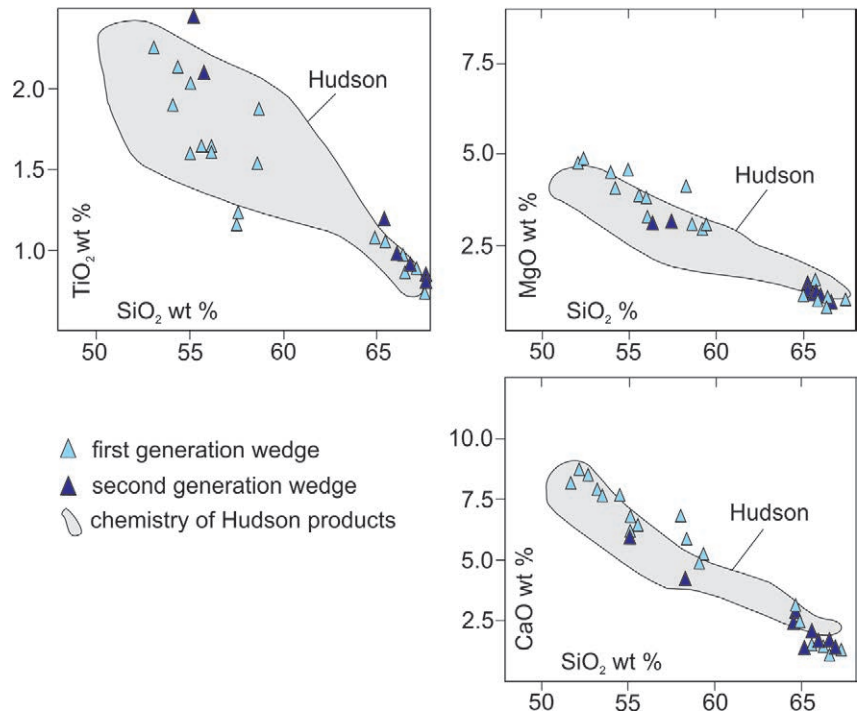 2.0
1.5
1.0
TiO2 wt %
Hudson
SiO2 wt %
50
55
60
65
7.5
5.0
2.5
MgO wt %
Hudson
SiO2 %
50
55
60
65
first generation wedge
second generation wedge
chemistry of Hudson products
10.0
7.5
5.0
2.5
CaO wt %
Hudson
SiO2 wt %
50
55
60
65